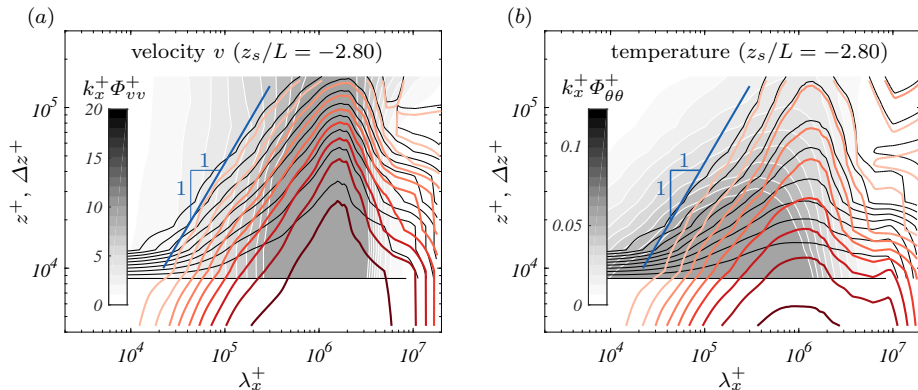 (a)
velocity v (z_s/L = −2.80)
k_x^+ Φ_vv^+
20
15
10
5
0
1
1
10^5
10^4
z^+, Δz^+
10^4 10^5 10^6 10^7
λ_x^+
(b)
temperature (z_s/L = −2.80)
k_x^+ Φ_θθ^+
0.1
0.05
0
1
1
10^5
10^4
z^+, Δz^+
10^4 10^5 10^6 10^7
λ_x^+